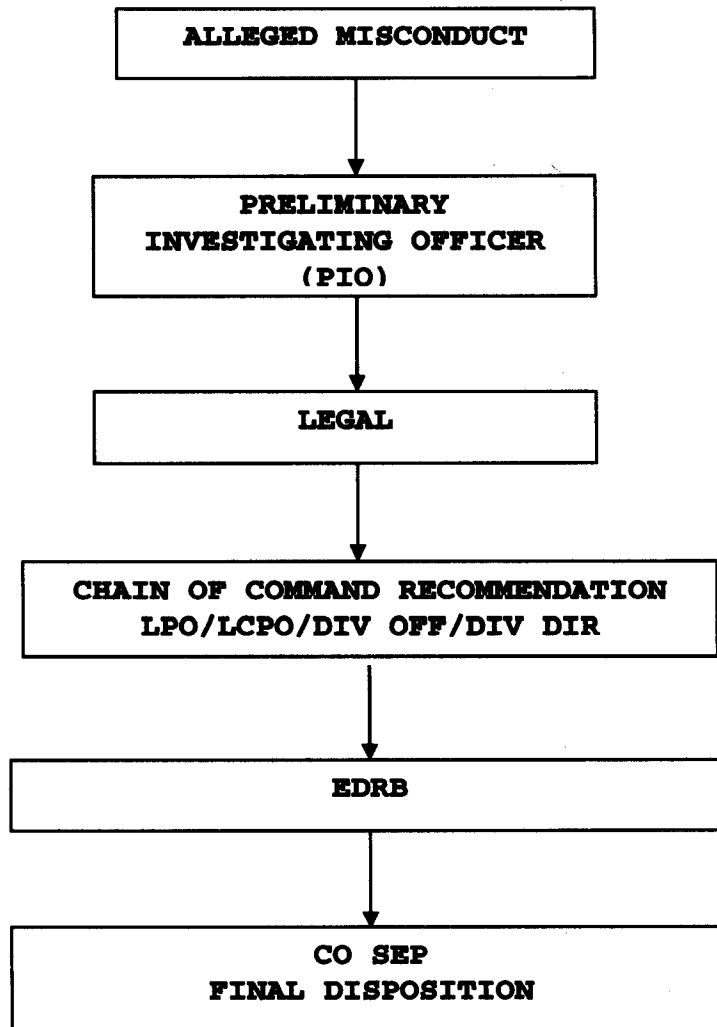 ALLEGED MISCONDUCT
PRELIMINARY
INVESTIGATING OFFICER
(PIO)
LEGAL
CHAIN OF COMMAND RECOMMENDATION
LPO/LCPO/DIV OFF/DIV DIR
EDRB
CO SEP
FINAL DISPOSITION